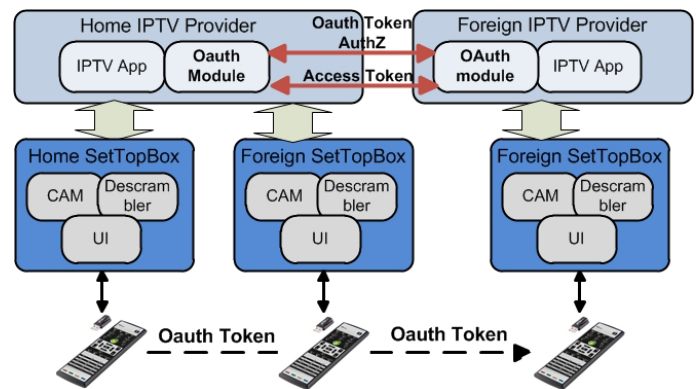 Home IPTV Provider
Oauth Token
AuthZ
Access Token
Foreign IPTV Provider
IPTV App
Oauth
Module
OAuth
module
IPTV App
Home SetTopBox
CAM
Descram
bler
UI
Foreign SetTopBox
CAM
Descram
bler
UI
Foreign SetTopBox
CAM
Descram
bler
UI
Oauth Token
Oauth Token